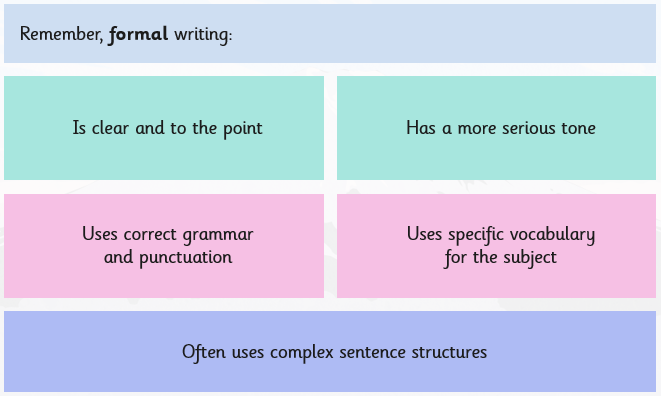 Remember, formal writing:
Is clear and to the point
Has a more serious tone
Uses correct grammar
and punctuation
Uses specific vocabulary
for the subject
Often uses complex sentence structures